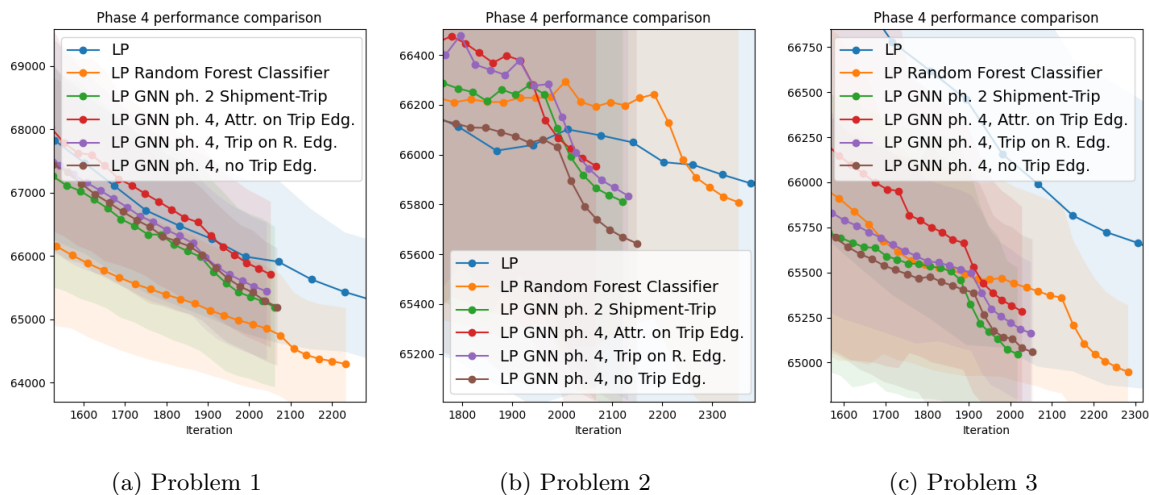 Phase 4 performance comparison
69000
68000
67000
66000
65000
64000
LP
LP Random Forest Classifier
LP GNN ph. 2 Shipment-Trip
LP GNN ph. 4, Attr. on Trip Edg.
LP GNN ph. 4, Trip on R. Edg.
LP GNN ph. 4, no Trip Edg.
1600 1700 1800 1900 2000 2100 2200
Iteration
(a) Problem 1
Phase 4 performance comparison
66400
66200
66000
65800
65600
65400
65200
LP
LP Random Forest Classifier
LP GNN ph. 2 Shipment-Trip
LP GNN ph. 4, Attr. on Trip Edg.
LP GNN ph. 4, Trip on R. Edg.
LP GNN ph. 4, no Trip Edg.
1800 1900 2000 2100 2200 2300
Iteration
(b) Problem 2
Phase 4 performance comparison
66750
66500
66250
66000
65750
65500
65250
65000
LP
LP Random Forest Classifier
LP GNN ph. 2 Shipment-Trip
LP GNN ph. 4, Attr. on Trip Edg.
LP GNN ph. 4, Trip on R. Edg.
LP GNN ph. 4, no Trip Edg.
1600 1700 1800 1900 2000 2100 2200 2300
Iteration
(c) Problem 3